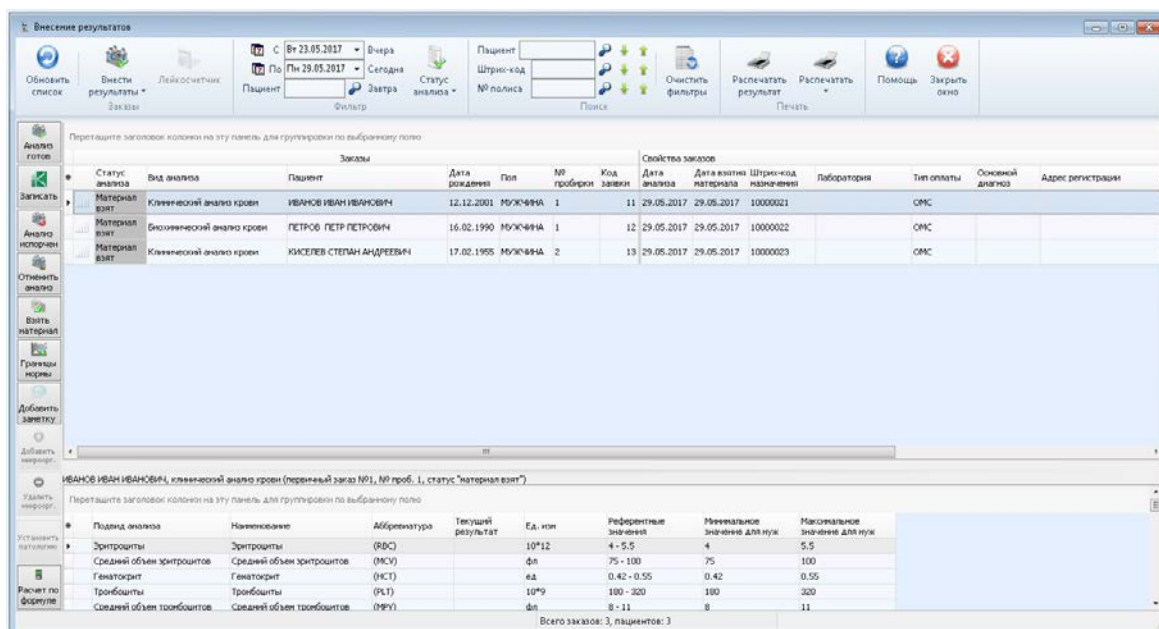 Внесение результатов
Обновить список
Внести результаты
Лейкосчетчик
Заказы
С Вт 23.05.2017 Вчера
По Пн 29.05.2017 Сегодня
Пациент Завтра
Статус анализа
Фильтр
Пациент
Штрих-код
№ полиса
Поиск
Очистить фильтры
Распечатать результат
Распечатать
Печать
Помощь
Закрыть окно
Анализ готов
Записать
Анализ испорчен
Отменить анализ
Взять материал
Границы нормы
Добавить заметку
Добавить микроорг.
Удалить микроорг.
Установить патологию
Расчет по формуле
Перетащите заголовок колонки на эту панель для группировки по выбранному полю
Заказы Свойства заказов
Статус анализа Вид анализа Пациент Дата рождения Пол № пробирки Код заявки Дата анализа Дата взятия материала Штрих-код назначения Лаборатория Тип оплаты Основной диагноз Адрес регистрации
Материал взят Клинический анализ крови ИВАНОВ ИВАН ИВАНОВИЧ 12.12.2001 МУЖЧИНА 1 11 29.05.2017 29.05.2017 10000021 ОМС
Материал взят Биохимический анализ крови ПЕТРОВ ПЕТР ПЕТРОВИЧ 16.02.1990 МУЖЧИНА 1 12 29.05.2017 29.05.2017 10000022 ОМС
Материал взят Клинический анализ крови КИСЕЛЕВ СТЕПАН АНДРЕЕВИЧ 17.02.1955 МУЖЧИНА 2 13 29.05.2017 29.05.2017 10000023 ОМС
ИВАНОВ ИВАН ИВАНОВИЧ, клинический анализ крови (первичный заказ №1, № проб. 1, статус "материал взят")
Перетащите заголовок колонки на эту панель для группировки по выбранному полю
Подвид анализа Наименование Аббревиатура Текущий результат Ед. изм Референтные значения Минимальное значение для муж Максимальное значение для муж
Эритроциты Эритроциты (RBC) 10*12 4 - 5.5 4 5.5
Средний объем эритроцитов Средний объем эритроцитов (MCV) фл 75 - 100 75 100
Гематокрит Гематокрит (HCT) ед 0.42 - 0.55 0.42 0.55
Тромбоциты Тромбоциты (PLT) 10*9 180 - 320 180 320
Средний объем тромбоцитов Средний объем тромбоцитов (MPV) фл 8 - 11 8 11
Всего заказов: 3, пациентов: 3